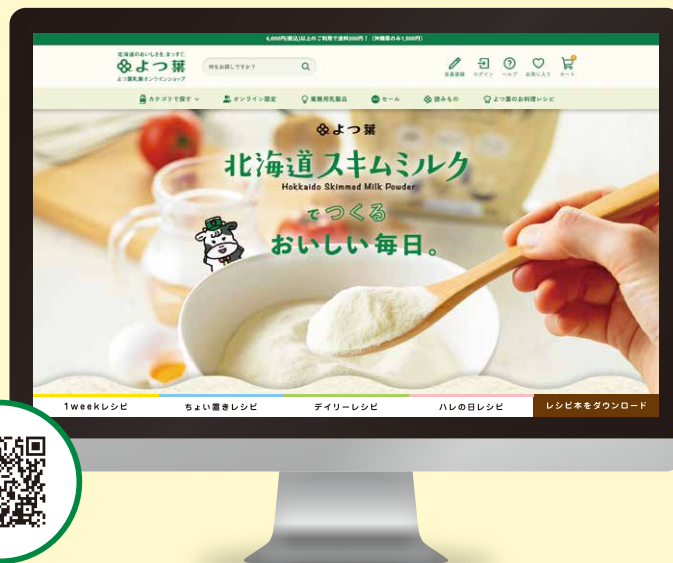 6,000円(税込)以上のご利用で送料300円！（沖縄県のみ1,500円）
北海道のおいしさを、まっすぐ。
よつ葉
よつ葉乳業オンラインショップ
何をお探しですか？
会員登録 ログイン ヘルプ お気に入り カート
カテゴリで探す オンライン限定 業務用乳製品 セール 読みもの よつ葉のお料理レシピ
よつ葉
北海道スキムミルク
Hokkaido Skimmed Milk Powder
でつくる
おいしい毎日。
1weekレシピ ちょい置きレシピ デイリーレシピ ハレの日レシピ レシピ本をダウンロード